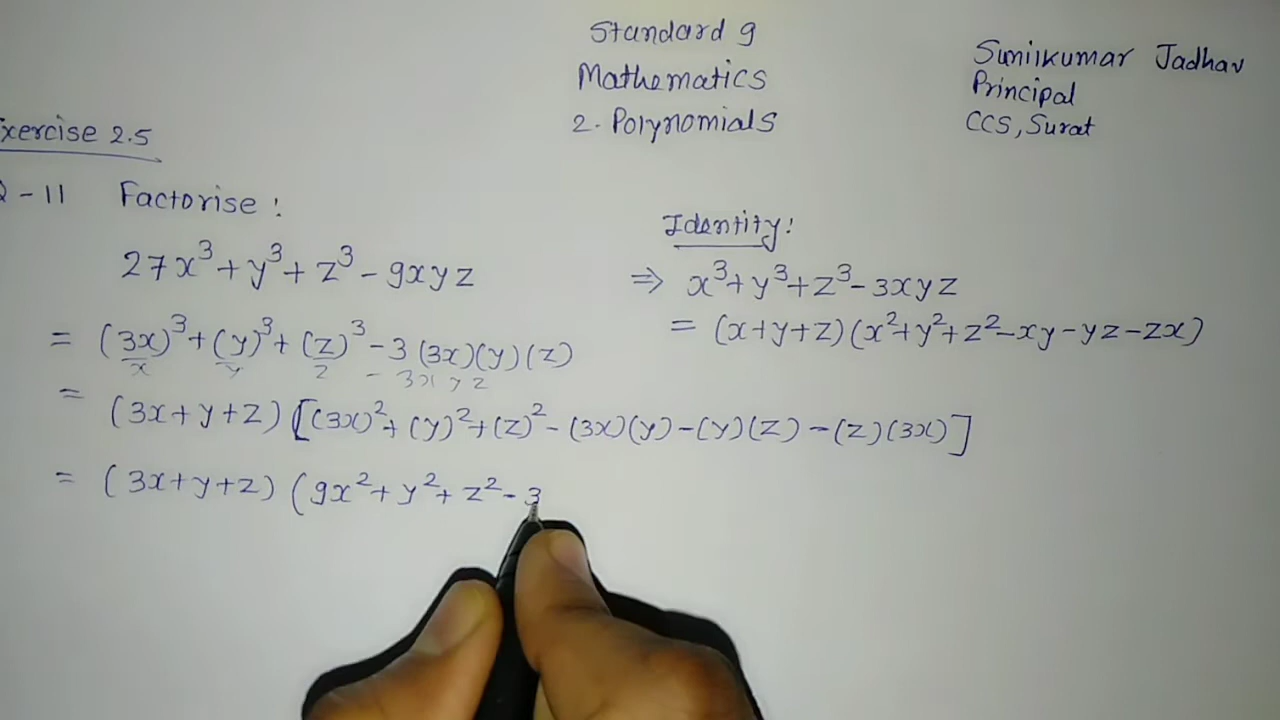 Standard 9
Mathematics
2. Polynomials
Sunilkumar Jadhav
Principal
CCS, Surat
xercise 2.5
Q - 11 Factorise :
27x³ + y³ + z³ - 9xyz
= (3x)³ + (y)³ + (z)³ - 3 (3x)(y)(z)
x y z - 3x y z
= (3x + y + z) [(3x)² + (y)² + (z)² - (3x)(y) - (y)(z) - (z)(3x)]
= (3x + y + z) (9x² + y² + z² - 3
Identity :
⇒ x³ + y³ + z³ - 3xyz
= (x + y + z) (x² + y² + z² - xy - yz - zx)